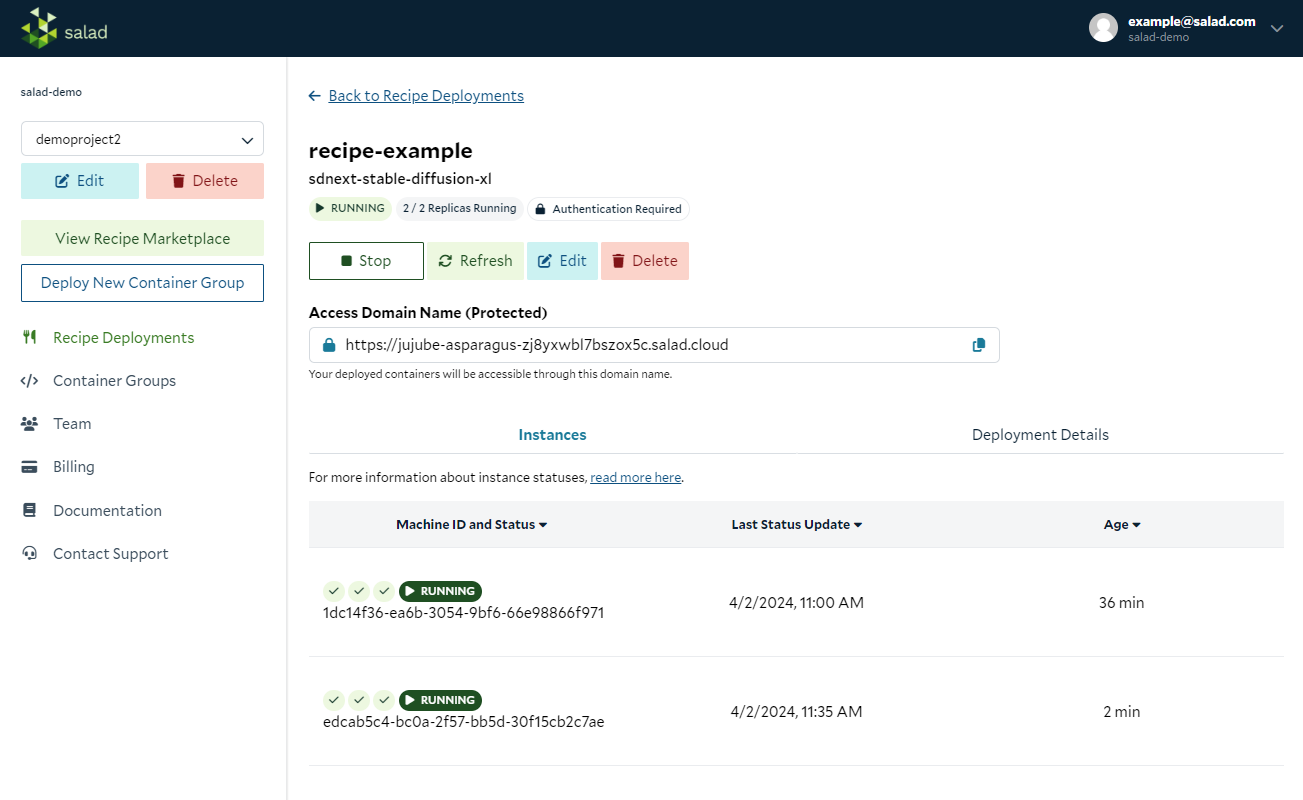 salad
example@salad.com
salad-demo
salad-demo
demoproject2
Edit
Delete
View Recipe Marketplace
Deploy New Container Group
Recipe Deployments
Container Groups
Team
Billing
Documentation
Contact Support
Back to Recipe Deployments
recipe-example
sdnext-stable-diffusion-xl
RUNNING 2 / 2 Replicas Running Authentication Required
Stop Refresh Edit Delete
Access Domain Name (Protected)
https://jujube-asparagus-zj8yxwbl7bszox5c.salad.cloud
Your deployed containers will be accessible through this domain name.
Instances Deployment Details
For more information about instance statuses, read more here.
Machine ID and Status Last Status Update Age
RUNNING
1dc14f36-ea6b-3054-9bf6-66e98866f971 4/2/2024, 11:00 AM 36 min
RUNNING
edcab5c4-bc0a-2f57-bb5d-30f15cb2c7ae 4/2/2024, 11:35 AM 2 min